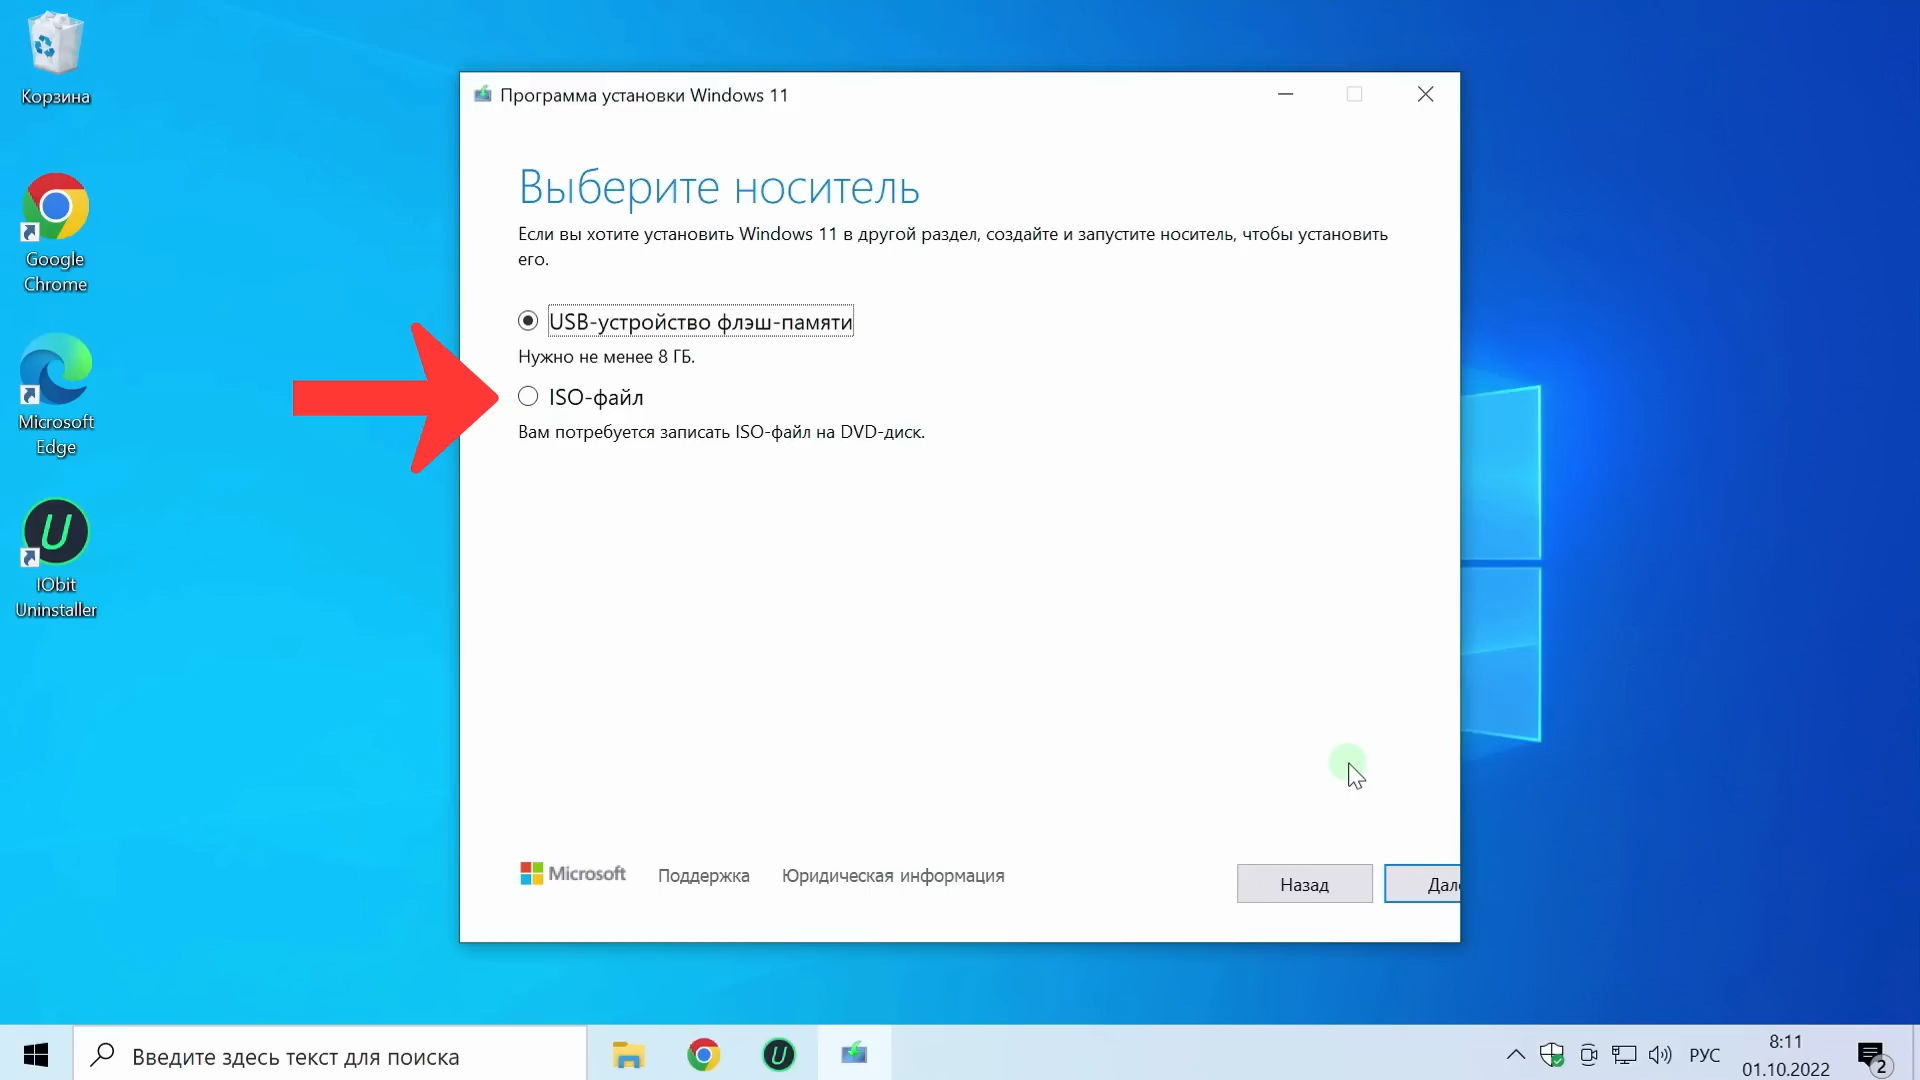 Корзина
Google
Chrome
Microsoft
Edge
U
IObit
Uninstaller
Программа установки Windows 11
Выберите носитель
Если вы хотите установить Windows 11 в другой раздел, создайте и запустите носитель, чтобы установить
его.
USB-устройство флэш-памяти
Нужно не менее 8 ГБ.
ISO-файл
Вам потребуется записать ISO-файл на DVD-диск.
Microsoft
Поддержка
Юридическая информация
Назад
Дал
Введите здесь текст для поиска
U
РУС
8:11
01.10.2022
2